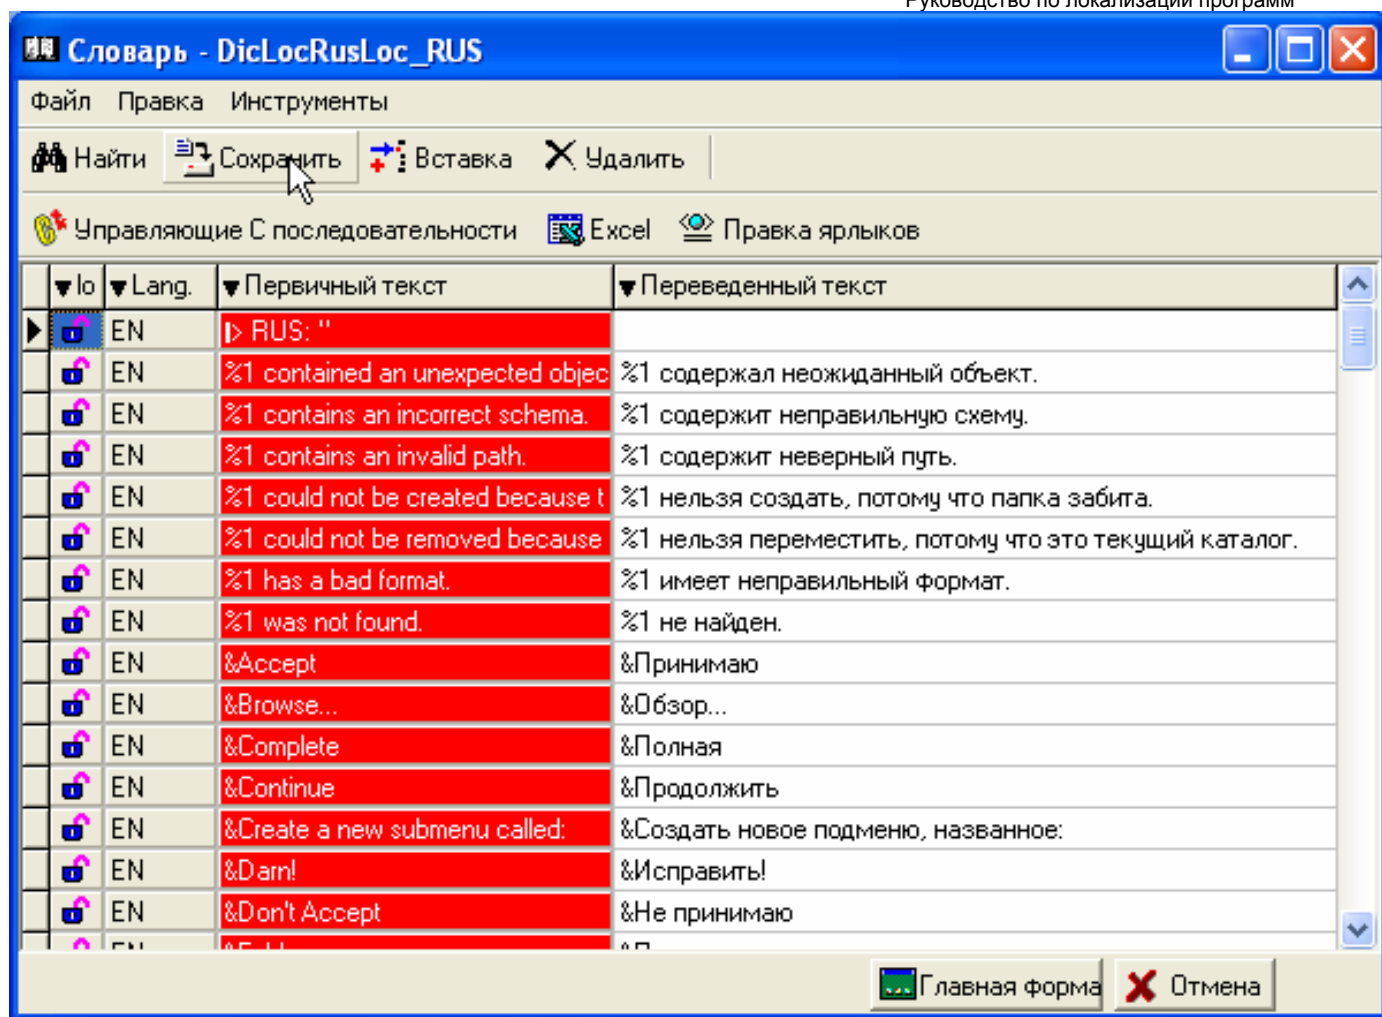 Руководство по локализации программ
Словарь - DicLocRusLoc_RUS
Файл Правка Инструменты
Найти Сохранить Вставка Удалить
Управляющие С последовательности Excel Правка ярлыков
lo Lang. Первичный текст Переведенный текст
EN |> RUS: "
EN %1 contained an unexpected objec %1 содержал неожиданный объект.
EN %1 contains an incorrect schema. %1 содержит неправильную схему.
EN %1 contains an invalid path. %1 содержит неверный путь.
EN %1 could not be created because t %1 нельзя создать, потому что папка забита.
EN %1 could not be removed because %1 нельзя переместить, потому что это текущий каталог.
EN %1 has a bad format. %1 имеет неправильный формат.
EN %1 was not found. %1 не найден.
EN &Accept &Принимаю
EN &Browse... &Обзор...
EN &Complete &Полная
EN &Continue &Продолжить
EN &Create a new submenu called: &Создать новое подменю, названное:
EN &Darn! &Исправить!
EN &Don't Accept &Не принимаю
Главная форма Отмена